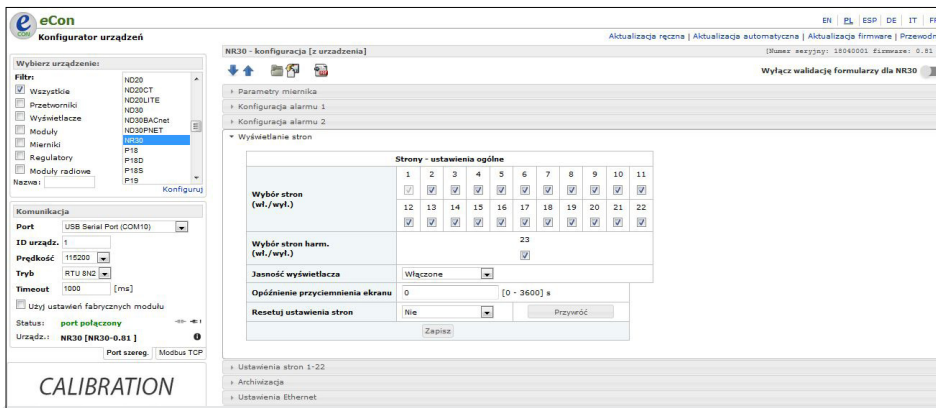 eCon
EN PL ESP DE IT FR
Konfigurator urządzeń
Aktualizacja ręczna | Aktualizacja automatyczna | Aktualizacja firmware | Przewodn
Wybierz urządzenie:
Filtr:
Wszystkie
Przetworniki
Wyświetlacze
Moduły
Mierniki
Regulatory
Moduły radiowe
Nazwa:
ND20
ND20CT
ND20LITE
ND30
ND30BACnet
ND30PNET
NR30
P18
P18D
P18S
P19
Konfiguruj
Komunikacja
Port USB Serial Port (COM10)
ID urządz. 1
Prędkość 115200
Tryb RTU 8N2
Timeout 1000 [ms]
Użyj ustawień fabrycznych modułu
Status: port połączony
Urządz.: NR30 [NR30-0.81 ]
Port szereg. Modbus TCP
CALIBRATION
NR30 - konfiguracja [z urzadzenia]
[Numer seryjny: 18040001 firmware: 0.81
Wyłącz walidację formularzy dla NR30
Parametry miernika
Konfiguracja alarmu 1
Konfiguracja alarmu 2
Wyświetlanie stron
Strony - ustawienia ogólne
Wybór stron
(wł./wył.)
1 2 3 4 5 6 7 8 9 10 11
12 13 14 15 16 17 18 19 20 21 22
Wybór stron harm.
(wł./wył.)
23
Jasność wyświetlacza Włączone
Opóźnienie przyciemnienia ekranu 0 [0 - 3600] s
Resetuj ustawienia stron Nie Przywróć
Zapisz
Ustawienia stron 1-22
Archiwizacja
Ustawienia Ethernet